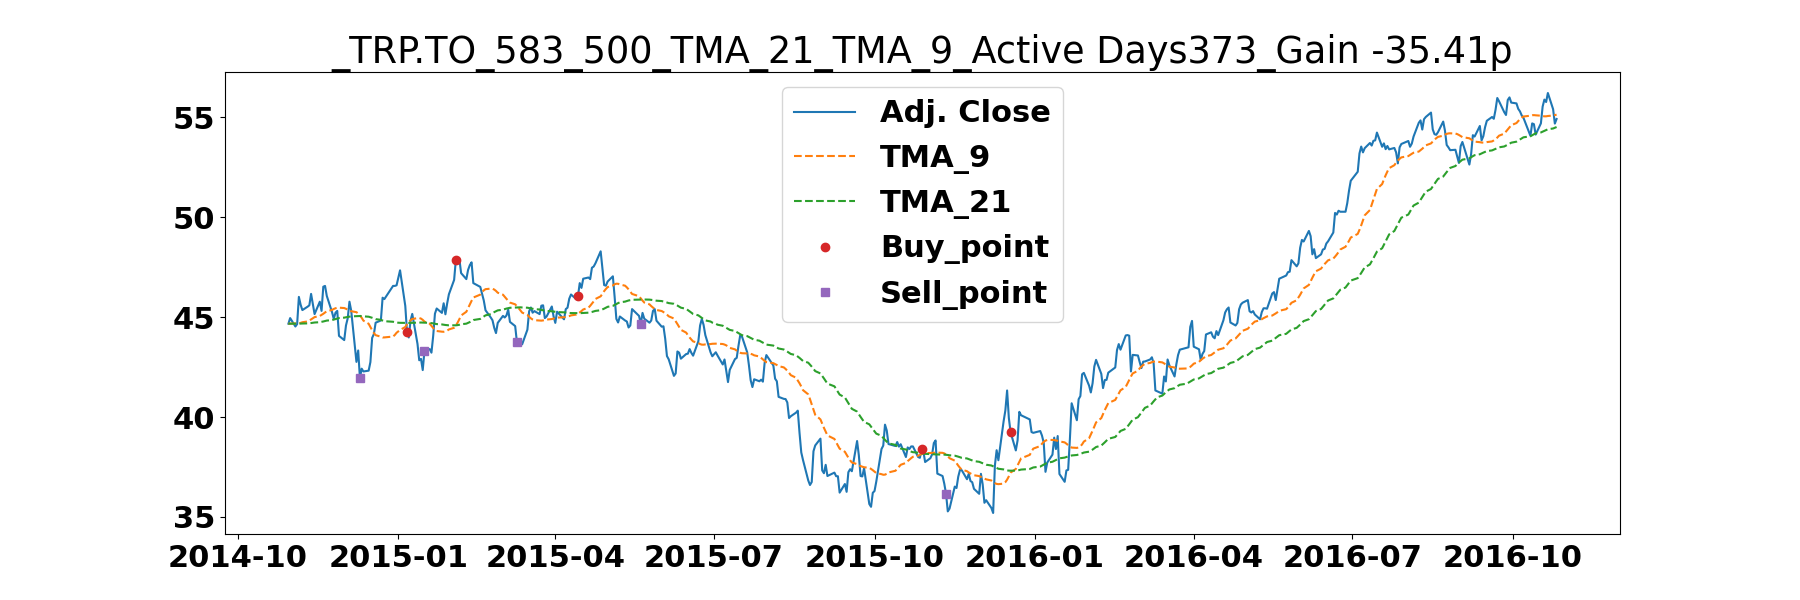 _TRP.TO_583_500_TMA_21_TMA_9_Active Days373_Gain -35.41p
Adj. Close
TMA_9
TMA_21
Buy_point
Sell_point
55
50
45
40
35
2014-10 2015-01 2015-04 2015-07 2015-10 2016-01 2016-04 2016-07 2016-10